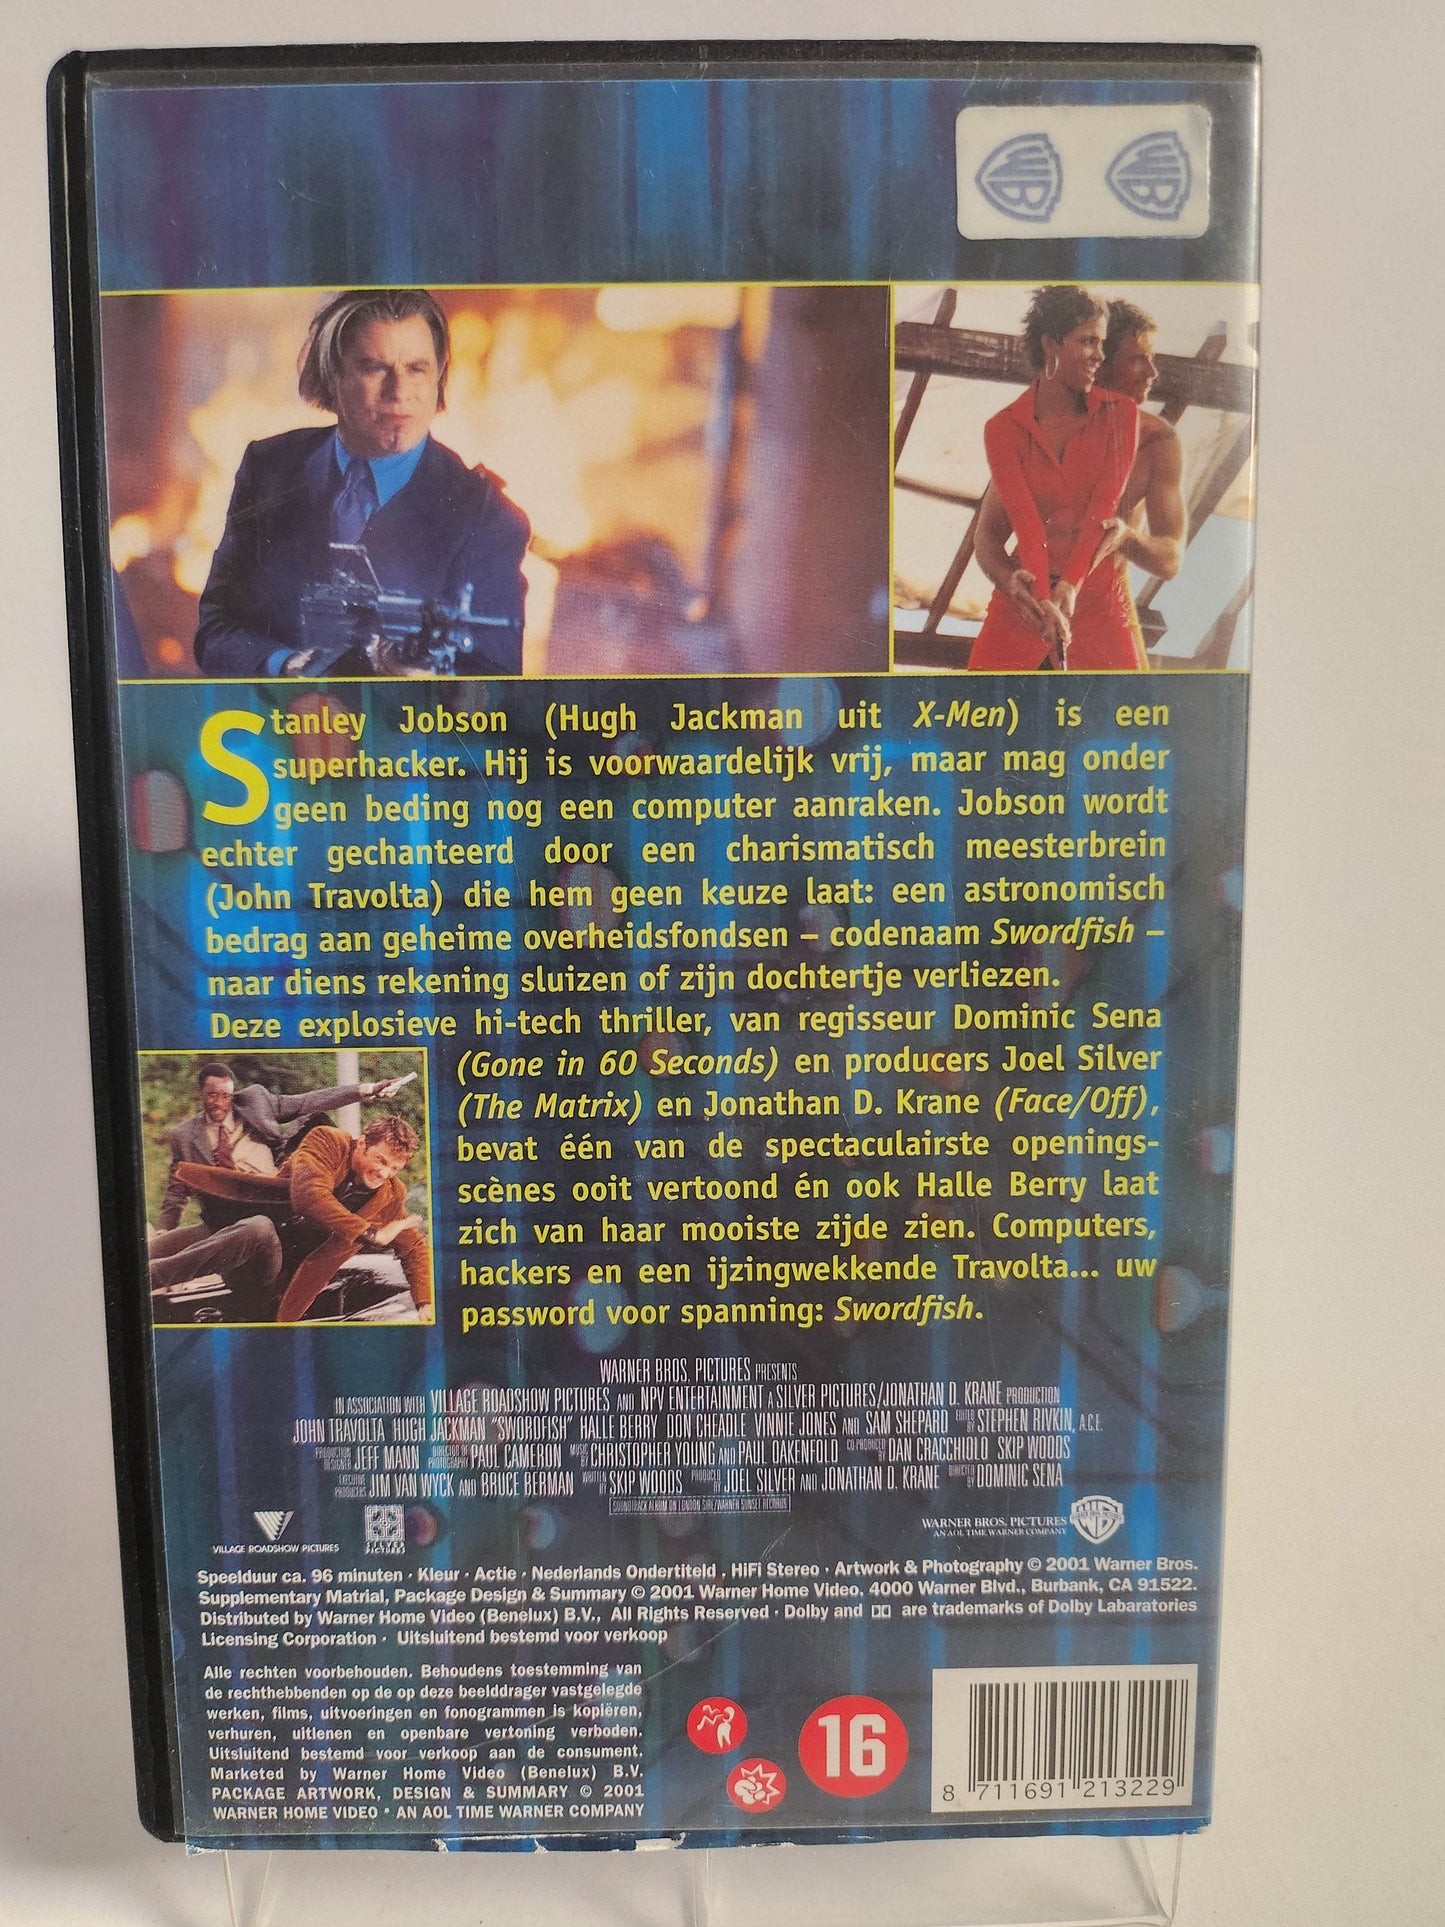 Stanley Jobson (Hugh Jackman uit X-Men) is een
superhacker. Hij is voorwaardelijk vrij, maar mag onder
geen beding nog een computer aanraken. Jobson wordt
echter gechanteerd door een charismatisch meesterbrein
(John Travolta) die hem geen keuze laat: een astronomisch
bedrag aan geheime overheidsfondsen – codenaam Swordfish –
naar diens rekening sluizen of zijn dochtertje verliezen.
Deze explosieve hi-tech thriller, van regisseur Dominic Sena
(Gone in 60 Seconds) en producers Joel Silver
(The Matrix) en Jonathan D. Krane (Face/Off),
bevat één van de spectaculairste openings-
scènes ooit vertoond én ook Halle Berry laat
zich van haar mooiste zijde zien. Computers,
hackers en een ijzingwekkende Travolta... uw
password voor spanning: Swordfish.
WARNER BROS. PICTURES PRESENTS
IN ASSOCIATION WITH VILLAGE ROADSHOW PICTURES AND NPV ENTERTAINMENT A SILVER PICTURES/JONATHAN D. KRANE PRODUCTION
JOHN TRAVOLTA HUGH JACKMAN "SWORDFISH" HALLE BERRY DON CHEADLE VINNIE JONES AND SAM SHEPARD EDITED BY STEPHEN RIVKIN, A.C.E.
PRODUCTION DESIGNER JEFF MANN DIRECTOR OF PHOTOGRAPHY PAUL CAMERON MUSIC BY CHRISTOPHER YOUNG AND PAUL OAKENFOLD CO-PRODUCED BY DAN CRACCHIOLO SKIP WOODS
EXECUTIVE PRODUCERS JIM VAN WYCK AND BRUCE BERMAN WRITTEN BY SKIP WOODS PRODUCED BY JOEL SILVER AND JONATHAN D. KRANE DIRECTED BY DOMINIC SENA
SOUNDTRACK ALBUM ON LONDON SIRE/WARNER SUNSET RECORDS
VILLAGE ROADSHOW PICTURES
SILVER PICTURES
WARNER BROS. PICTURES
AN AOL TIME WARNER COMPANY
Speelduur ca. 96 minuten · Kleur · Actie · Nederlands Ondertiteld . HiFi Stereo · Artwork & Photography © 2001 Warner Bros.
Supplementary Matrial, Package Design & Summary © 2001 Warner Home Video. 4000 Warner Blvd., Burbank, CA 91522.
Distributed by Warner Home Video (Benelux) B.V., All Rights Reserved · Dolby and are trademarks of Dolby Labaratories
Licensing Corporation · Uitsluitend bestemd voor verkoop
Alle rechten voorbehouden. Behoudens toestemming van
de rechthebbenden op de op deze beelddrager vastgelegde
werken, films, uitvoeringen en fonogrammen is kopiëren,
verhuren, uitlenen en openbare vertoning verboden.
Uitsluitend bestemd voor verkoop aan de consument.
Marketed by Warner Home Video (Benelux) B.V.
PACKAGE ARTWORK, DESIGN & SUMMARY © 2001
WARNER HOME VIDEO · AN AOL TIME WARNER COMPANY
16
8 711691 213229